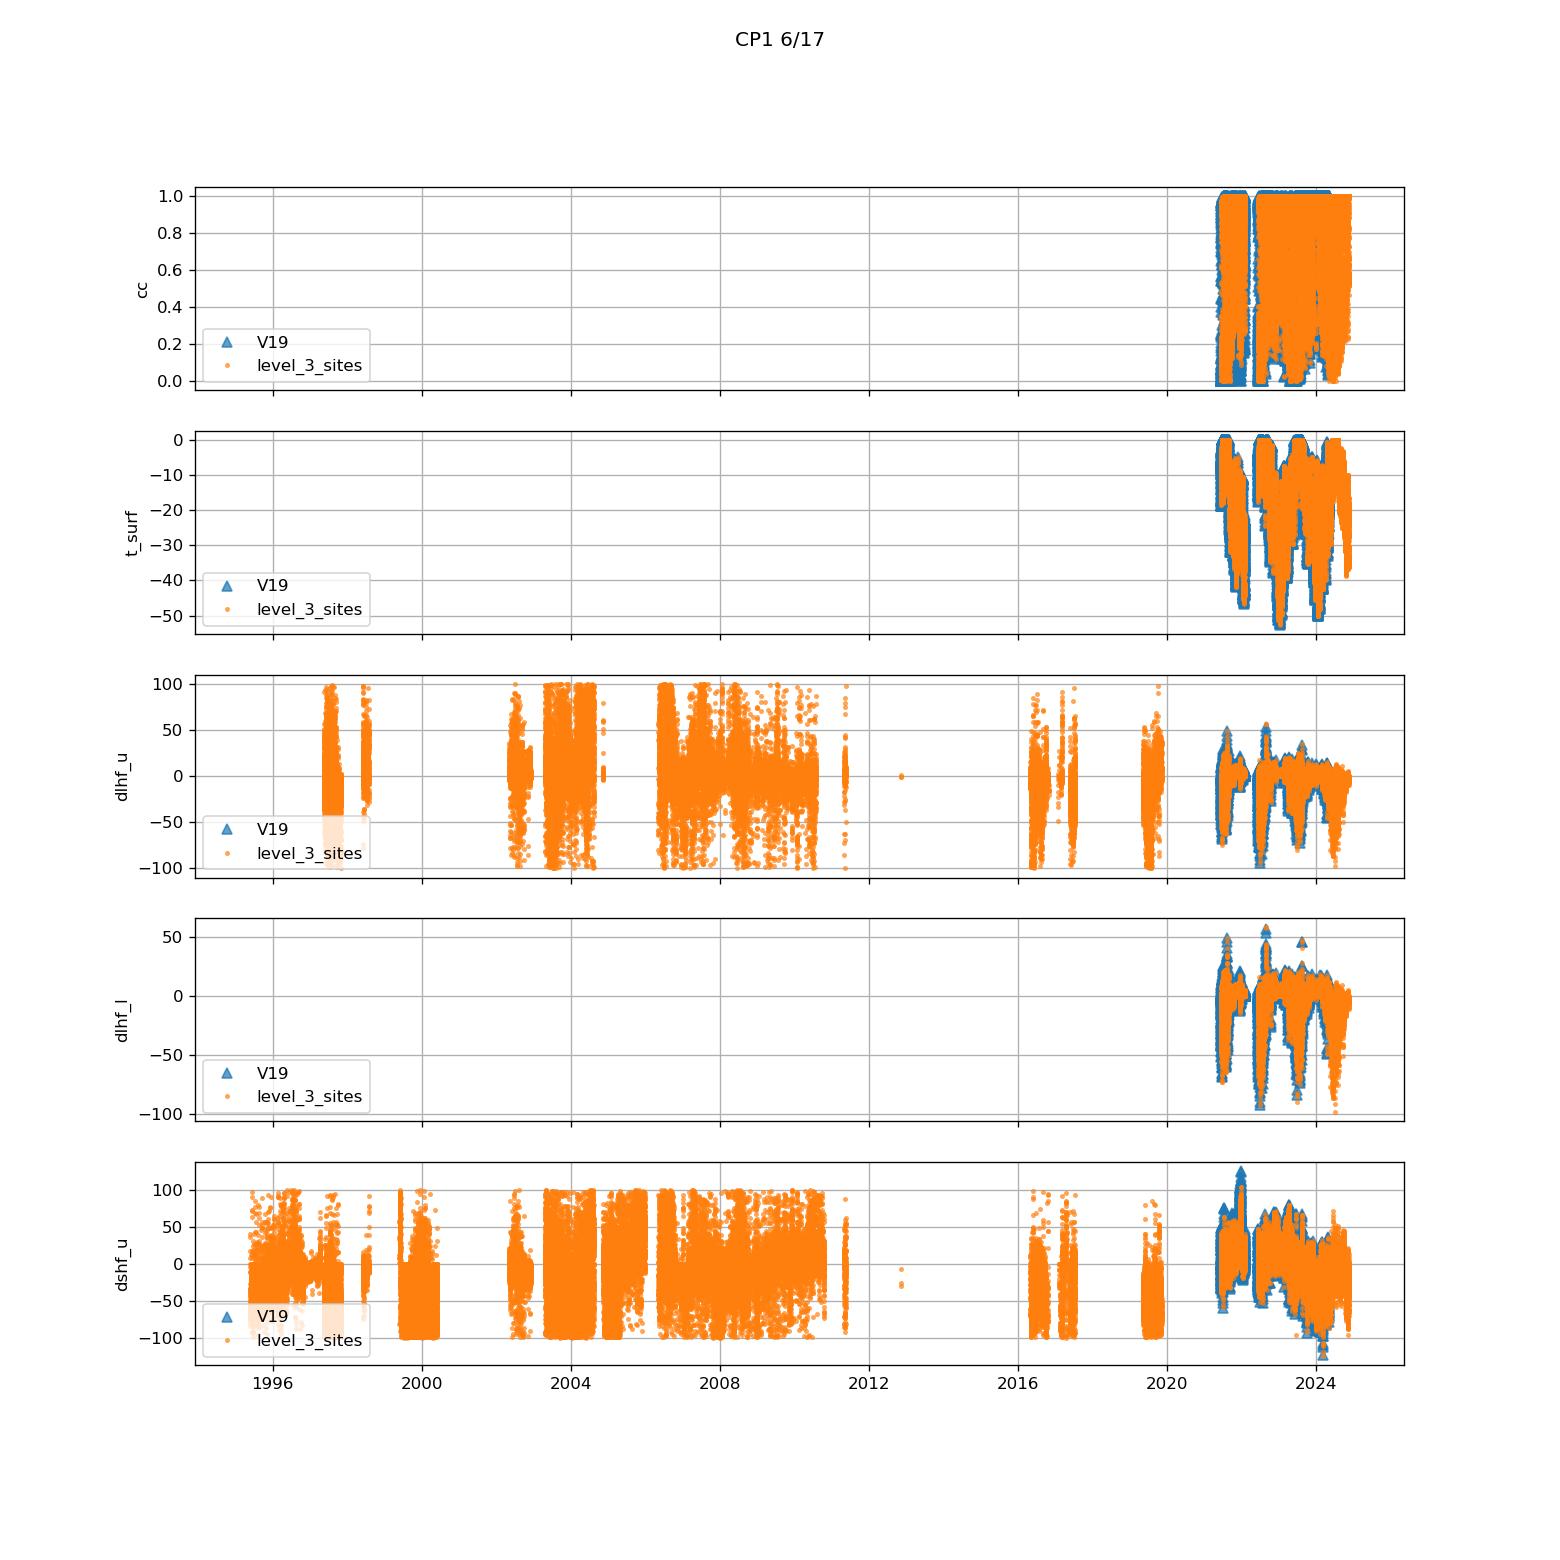 CP1 6/17
1.0
0.8
0.6
0.4
0.2
0.0
cc
V19
level_3_sites
0
−10
−20
−30
−40
−50
t_surf
V19
level_3_sites
100
50
0
−50
−100
dlhf_u
V19
level_3_sites
50
0
−50
−100
dlhf_l
V19
level_3_sites
100
50
0
−50
−100
dshf_u
V19
level_3_sites
1996 2000 2004 2008 2012 2016 2020 2024